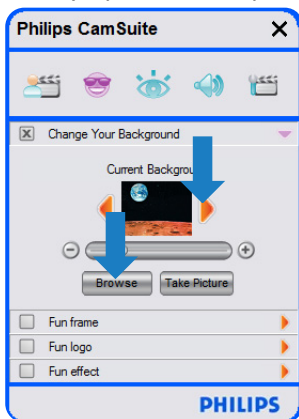 Philips CamSuite X
Change Your Background
Current Backgrou
Browse Take Picture
Fun frame
Fun logo
Fun effect
PHILIPS